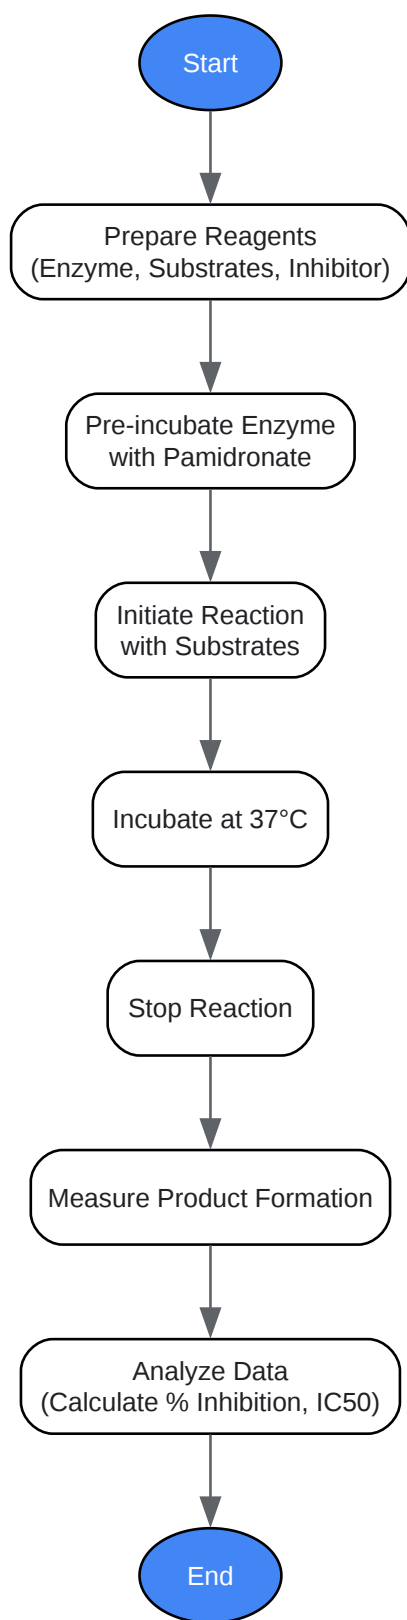 Start
Prepare Reagents
(Enzyme, Substrates, Inhibitor)
Pre-incubate Enzyme
with Pamidronate
Initiate Reaction
with Substrates
Incubate at 37°C
Stop Reaction
Measure Product Formation
Analyze Data
(Calculate % Inhibition, IC50)
End